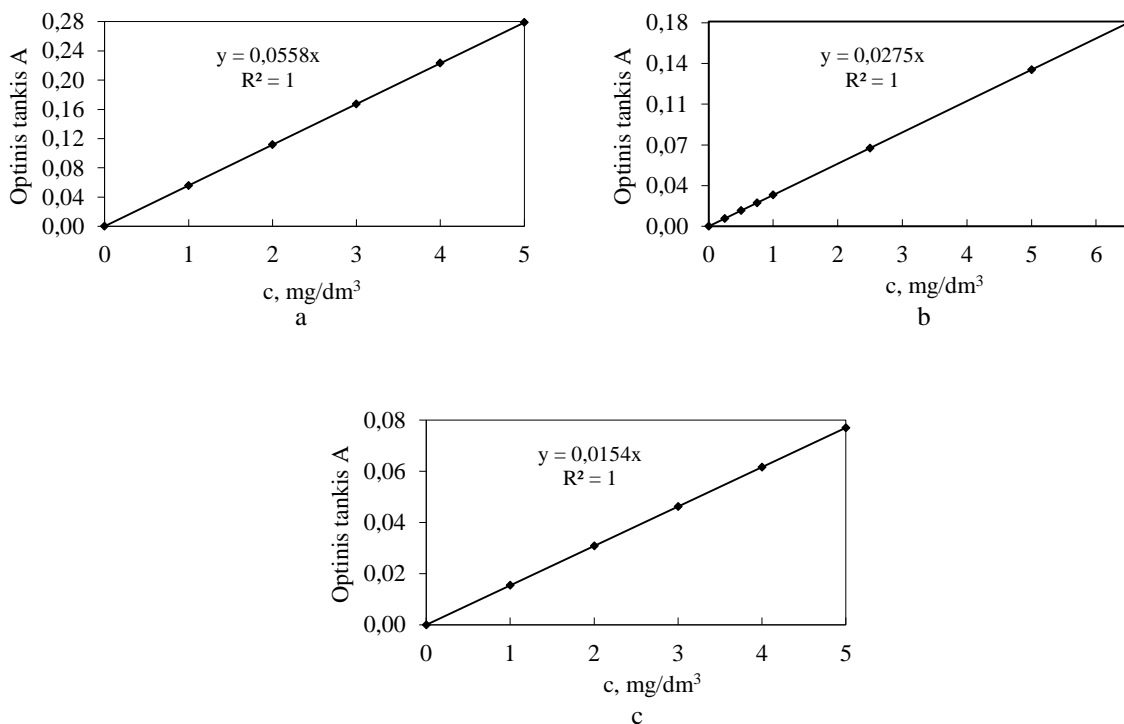 Optinis tankis A
0,28
0,24
0,20
0,16
0,12
0,08
0,04
0,00
y = 0,0558x
R² = 1
0 1 2 3 4 5
c, mg/dm³
a
Optinis tankis A
0,18
0,14
0,11
0,07
0,04
0,00
y = 0,0275x
R² = 1
0 1 2 3 4 5 6
c, mg/dm³
b
Optinis tankis A
0,08
0,06
0,04
0,02
0,00
y = 0,0154x
R² = 1
0 1 2 3 4 5
c, mg/dm³
c